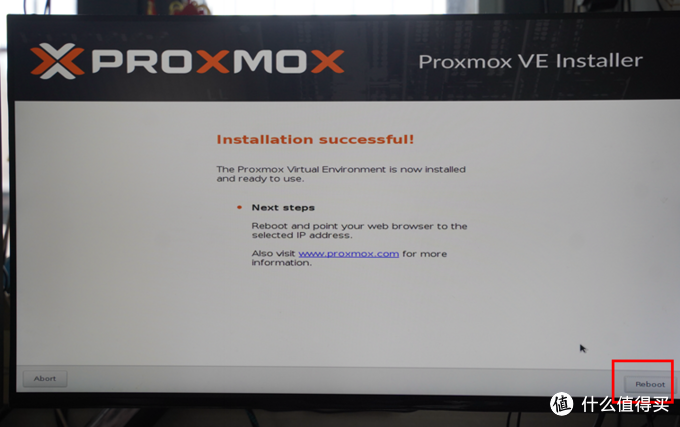 PROXMOX
Proxmox VE Installer
Installation successful!
The Proxmox Virtual Environment is now installed
and ready to use.
Next steps
Reboot and point your web browser to the
selected IP address.
Also visit www.proxmox.com for more
information.
Abort
Reboot
值 什么值得买